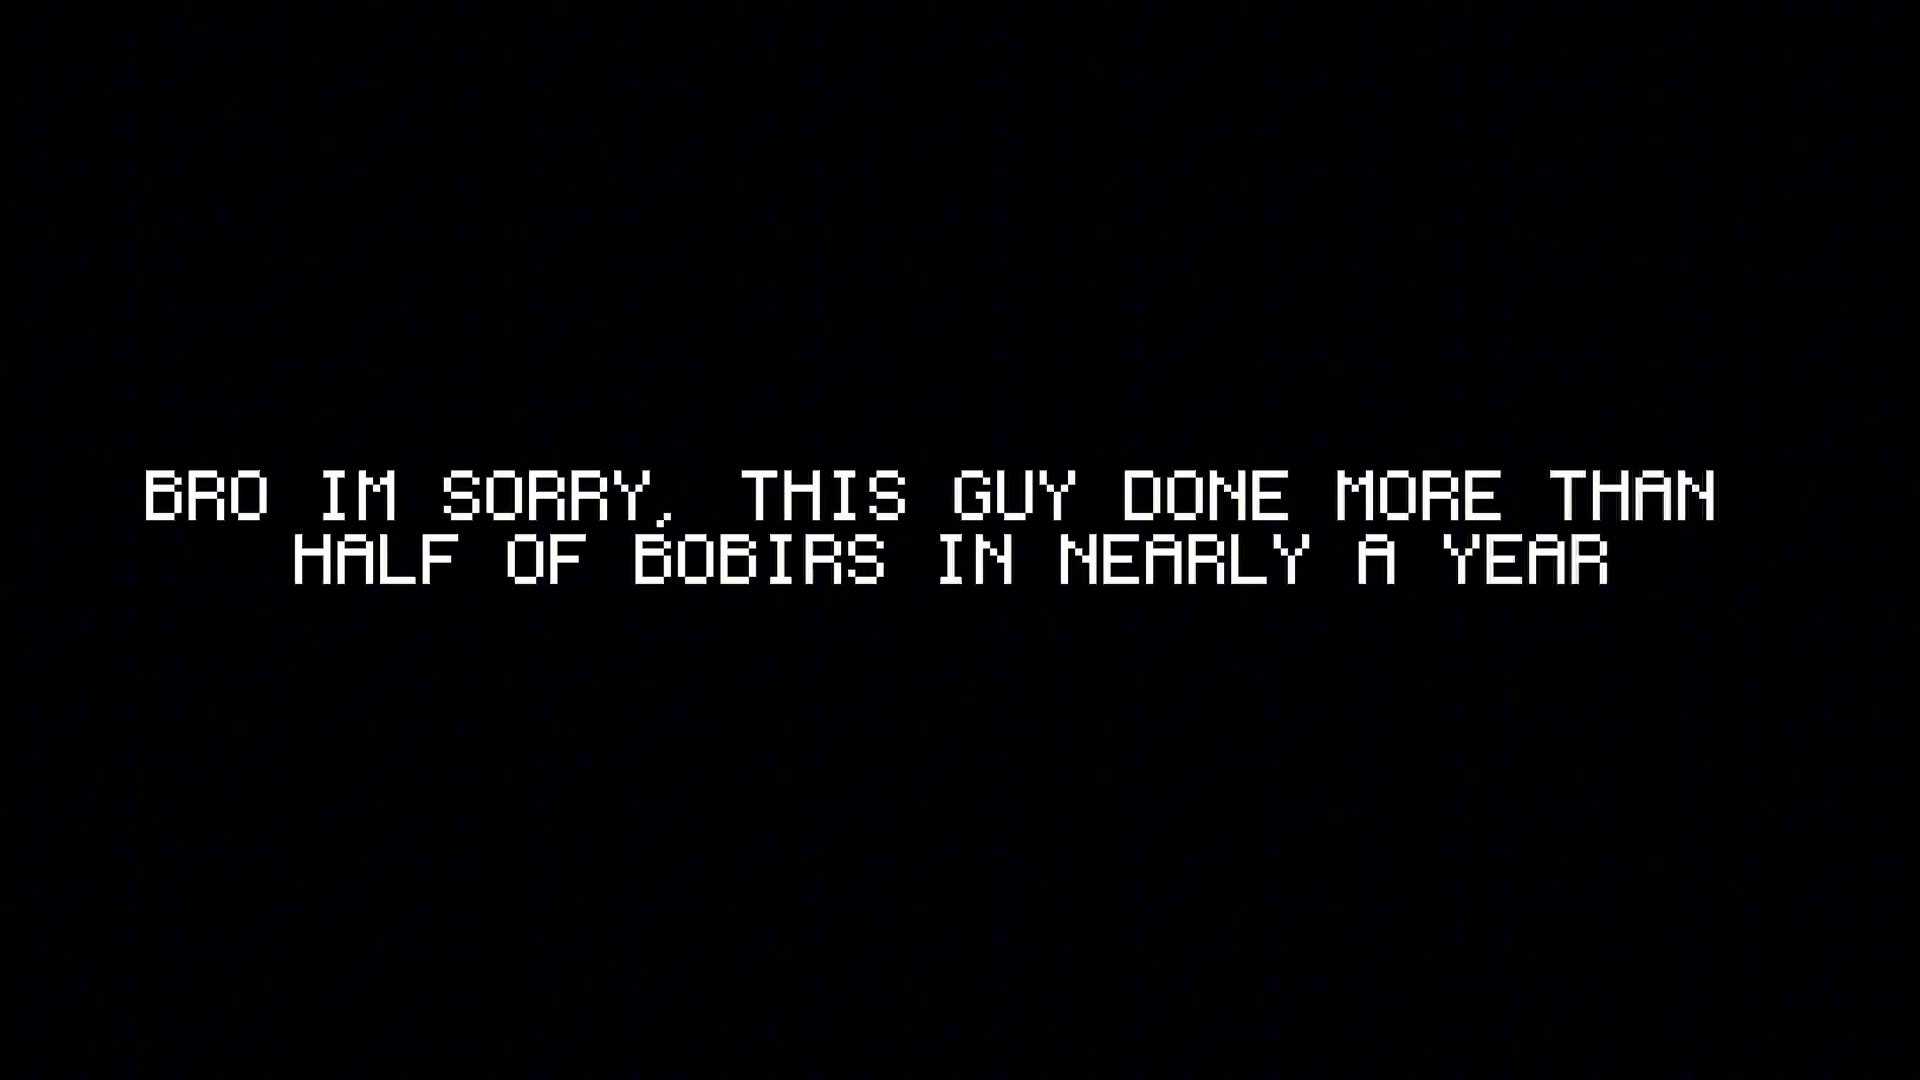 BRO IM SORRY, THIS GUY DONE MORE THAN
HALF OF BOBIRS IN NEARLY A YEAR